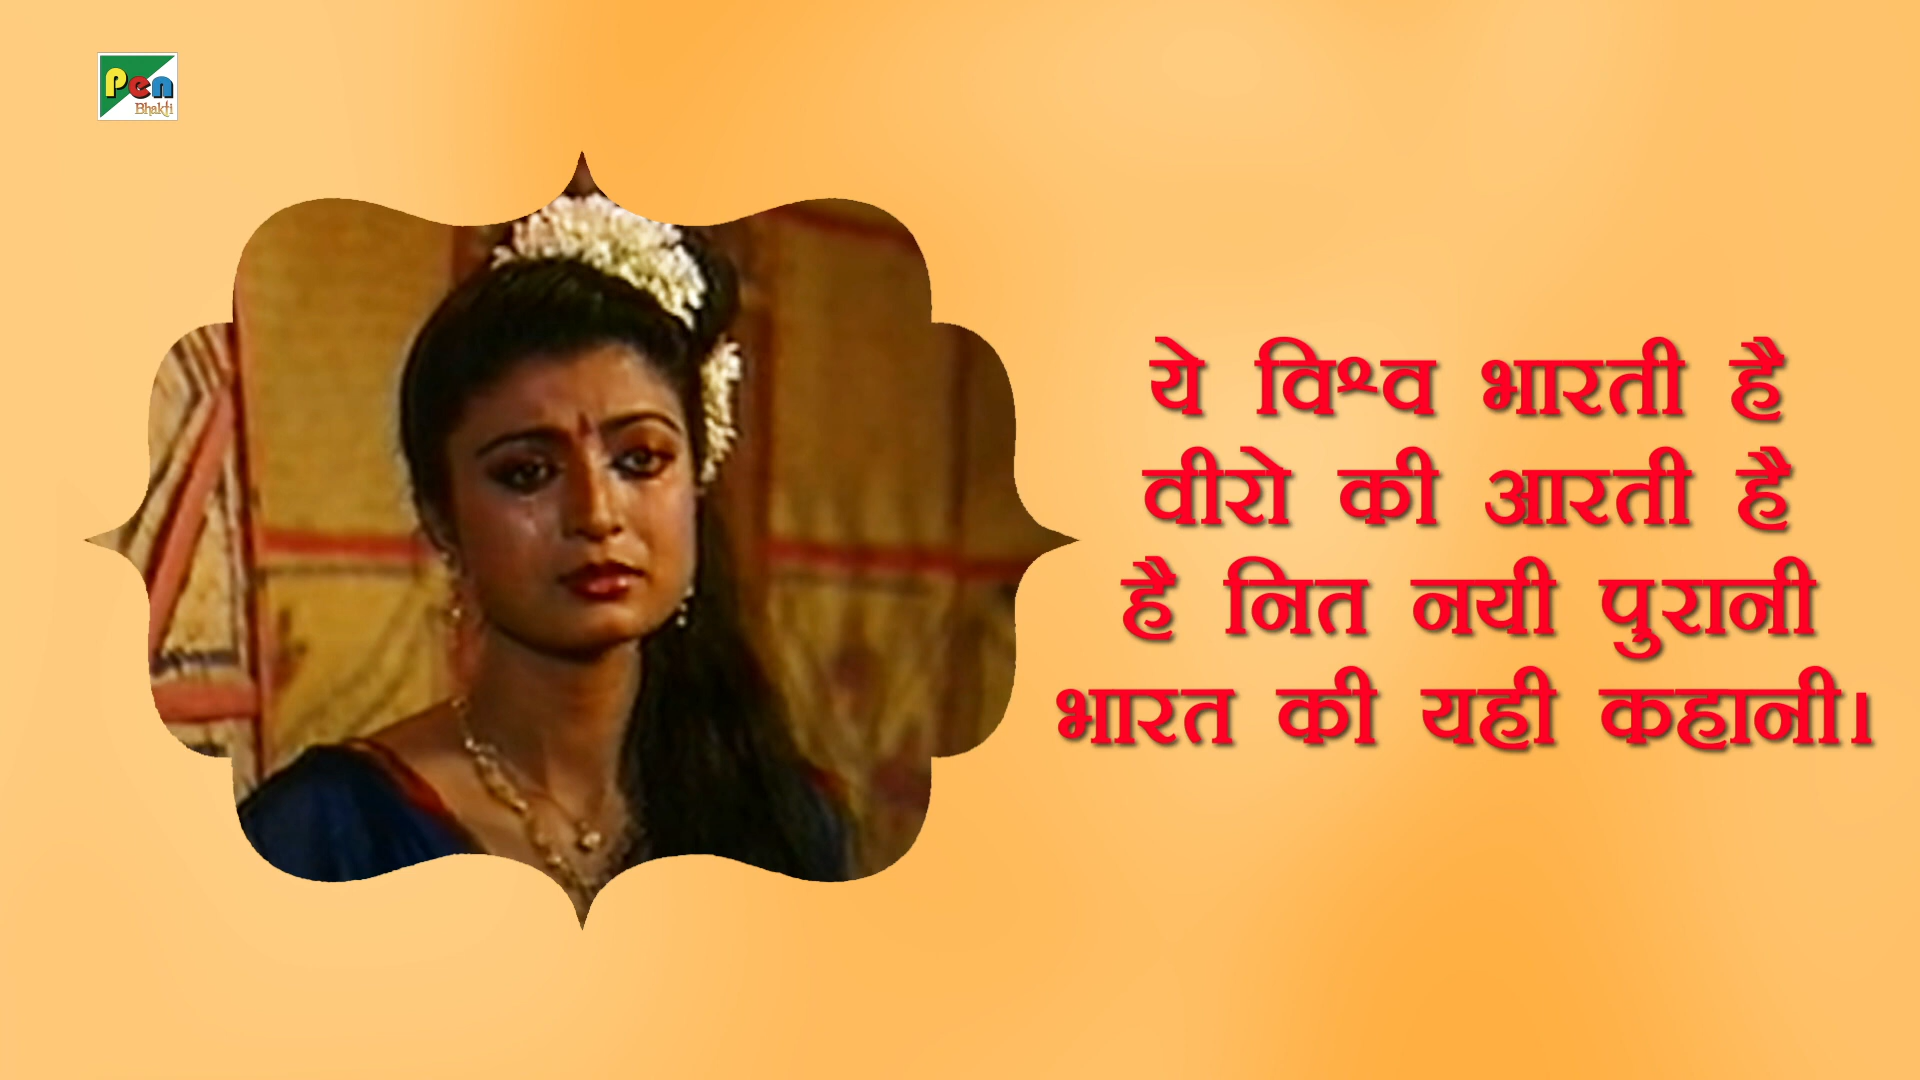 Pen
Bhakti
ये विश्व भारती है
वीरो की आरती है
है नित नयी पुरानी
भारत की यही कहानी।